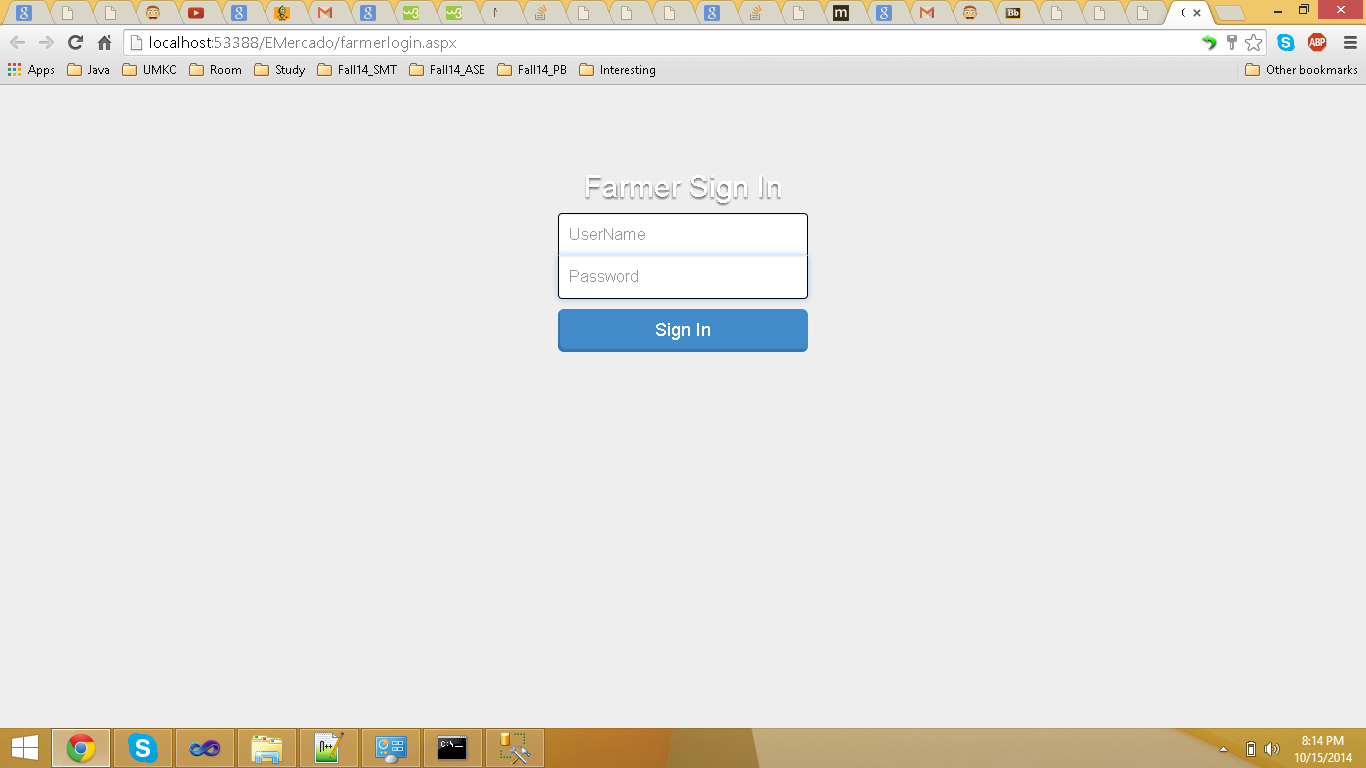 localhost:53388/EMercado/farmerlogin.aspx
ABP
Apps Java UMKC Room Study Fall14_SMT Fall14_ASE Fall14_PB Interesting Other bookmarks
Farmer Sign In
UserName
Password
Sign In
8:14 PM
10/15/2014